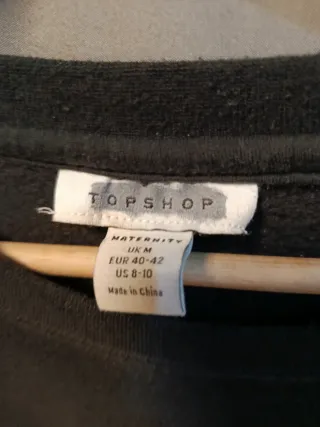 TOPSHOP
MATERNITY
UK M
EUR 40-42
US 8-10
Made in China